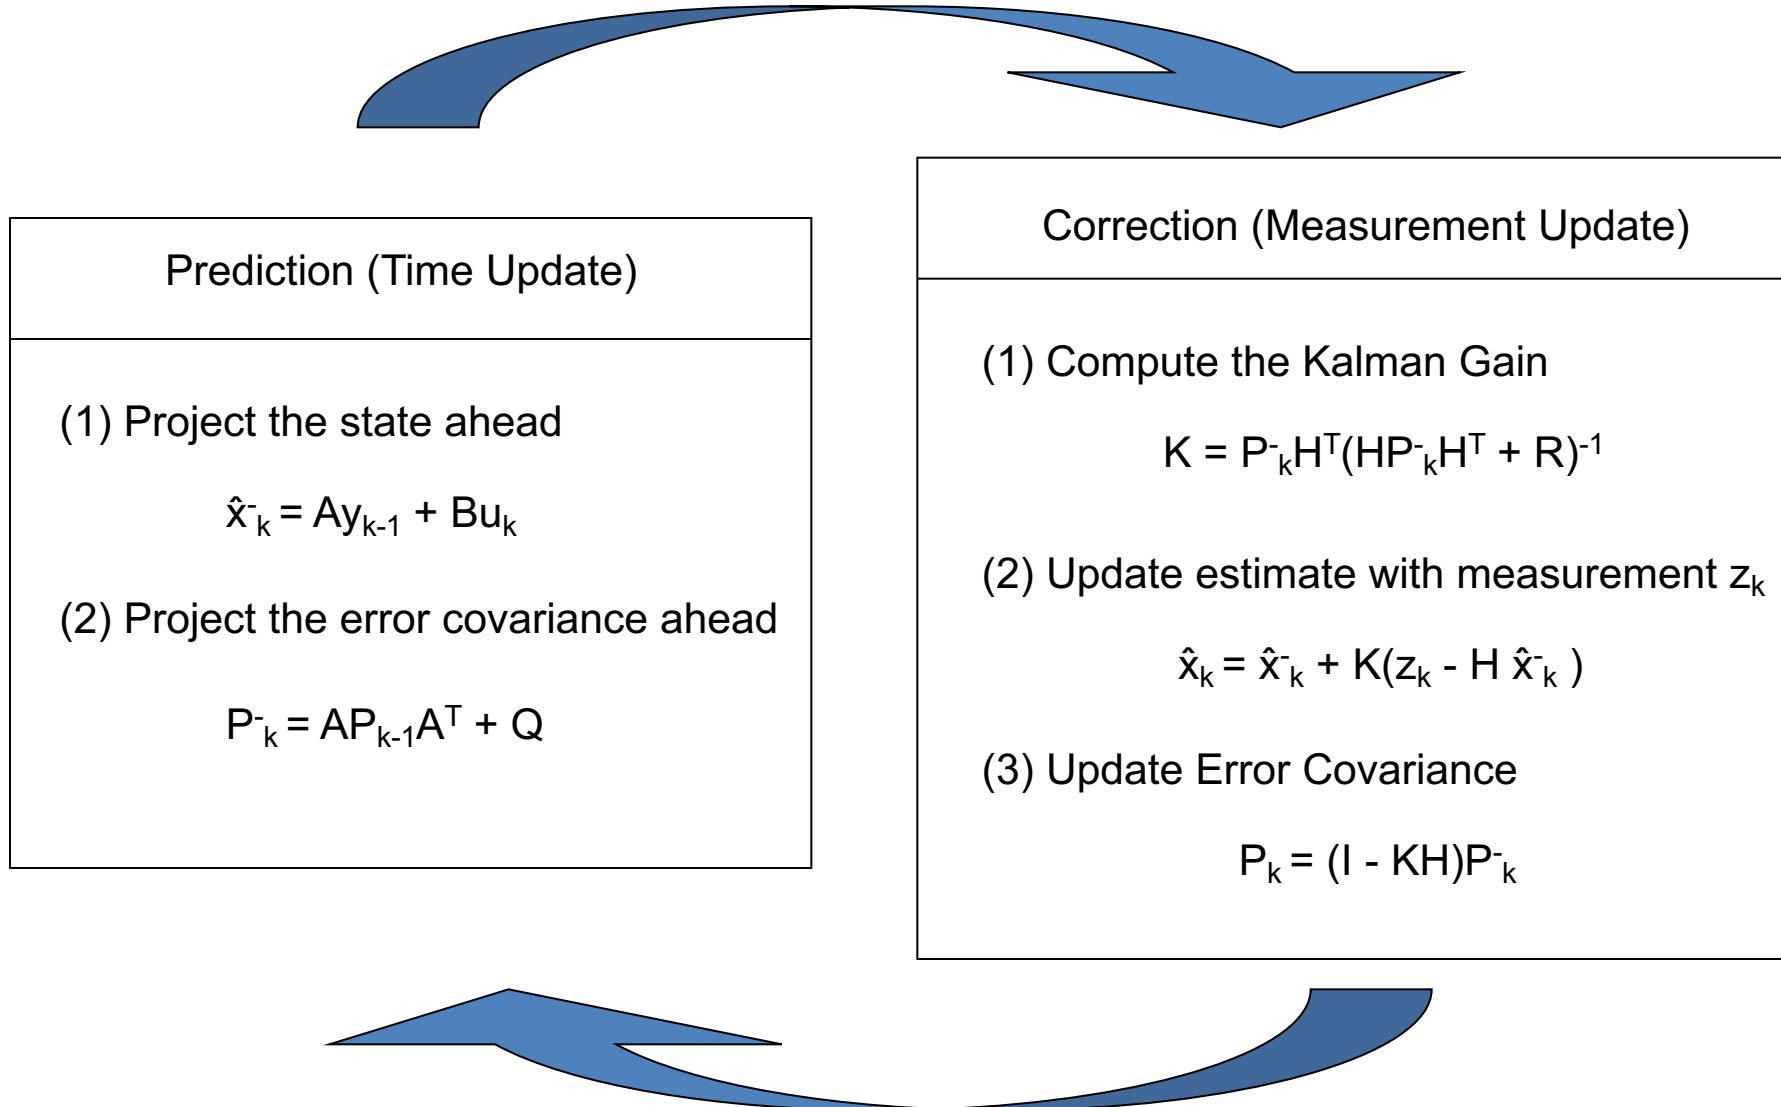 Prediction (Time Update)
(1) Project the state ahead
x̂⁻ₖ = Ayₖ₋₁ + Buₖ
(2) Project the error covariance ahead
P⁻ₖ = APₖ₋₁Aᵀ + Q
Correction (Measurement Update)
(1) Compute the Kalman Gain
K = P⁻ₖHᵀ(HP⁻ₖHᵀ + R)⁻¹
(2) Update estimate with measurement zₖ
x̂ₖ = x̂⁻ₖ + K(zₖ - H x̂⁻ₖ )
(3) Update Error Covariance
Pₖ = (I - KH)P⁻ₖ